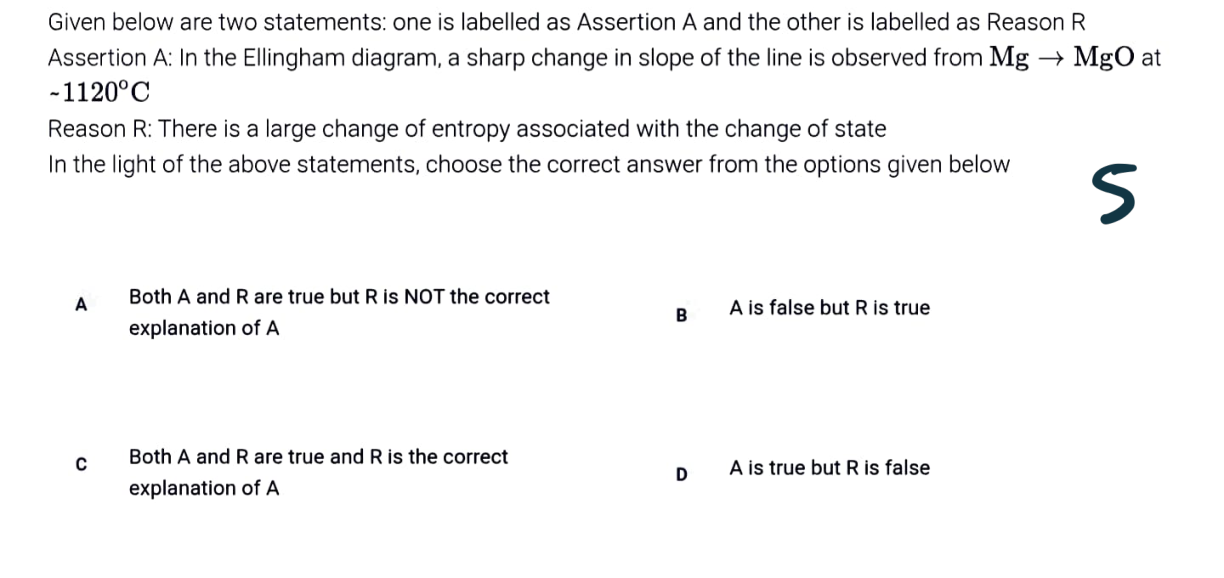 Given below are two statements: one is labelled as Assertion A and the other is labelled as Reason R
Assertion A: In the Ellingham diagram, a sharp change in slope of the line is observed from Mg → MgO at
~1120°C
Reason R: There is a large change of entropy associated with the change of state
In the light of the above statements, choose the correct answer from the options given below
S
A Both A and R are true but R is NOT the correct
explanation of A
B A is false but R is true
C Both A and R are true and R is the correct
explanation of A
D A is true but R is false